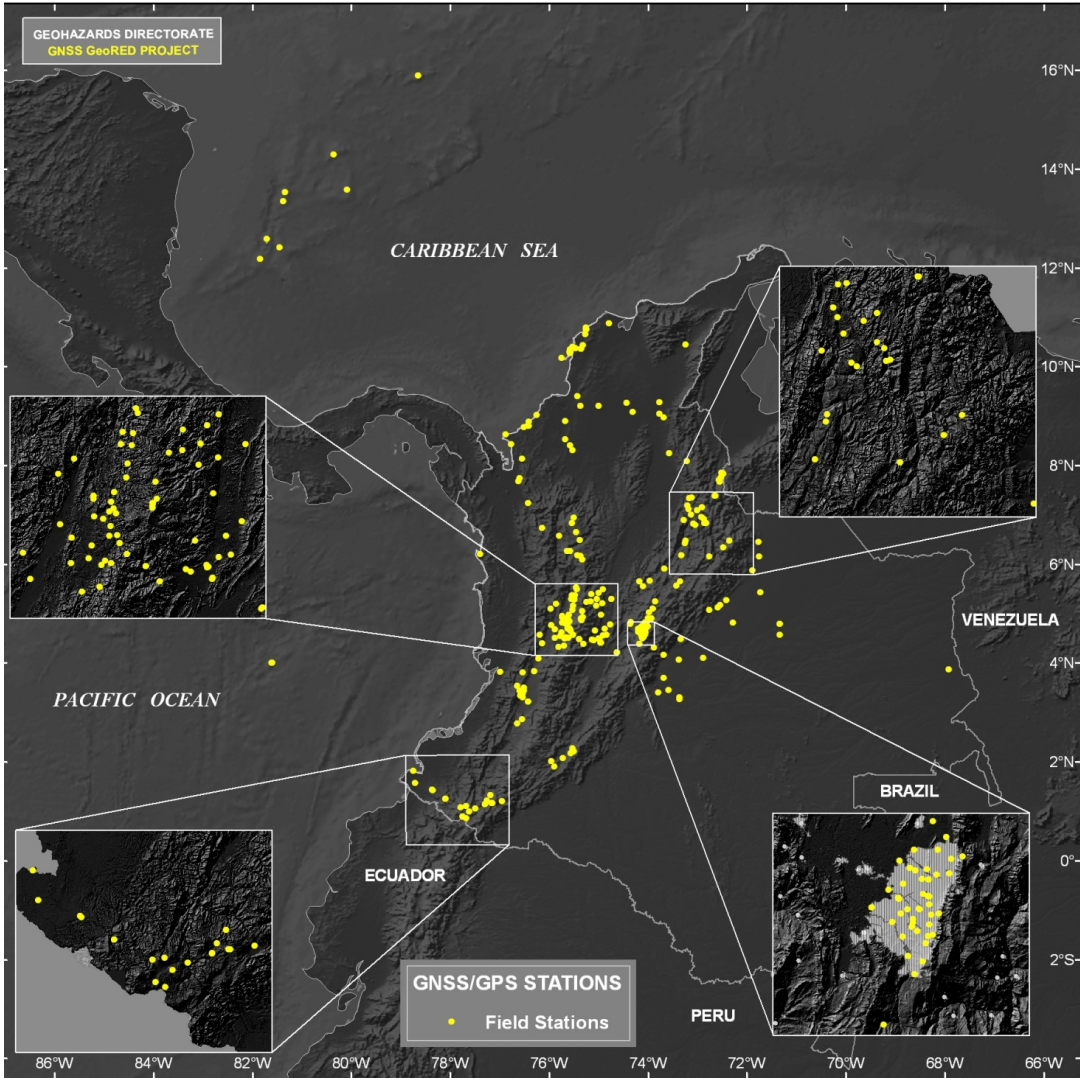 GEOHAZARDS DIRECTORATE
GNSS GeoRED PROJECT
16°N
14°N
CARIBBEAN SEA
12°N
10°N
8°N
6°N
VENEZUELA
4°N
PACIFIC OCEAN
2°N
BRAZIL
0°
ECUADOR
2°S
GNSS/GPS STATIONS
Field Stations
PERU
86°W 84°W 82°W 80°W 78°W 76°W 74°W 72°W 70°W 68°W 66°W